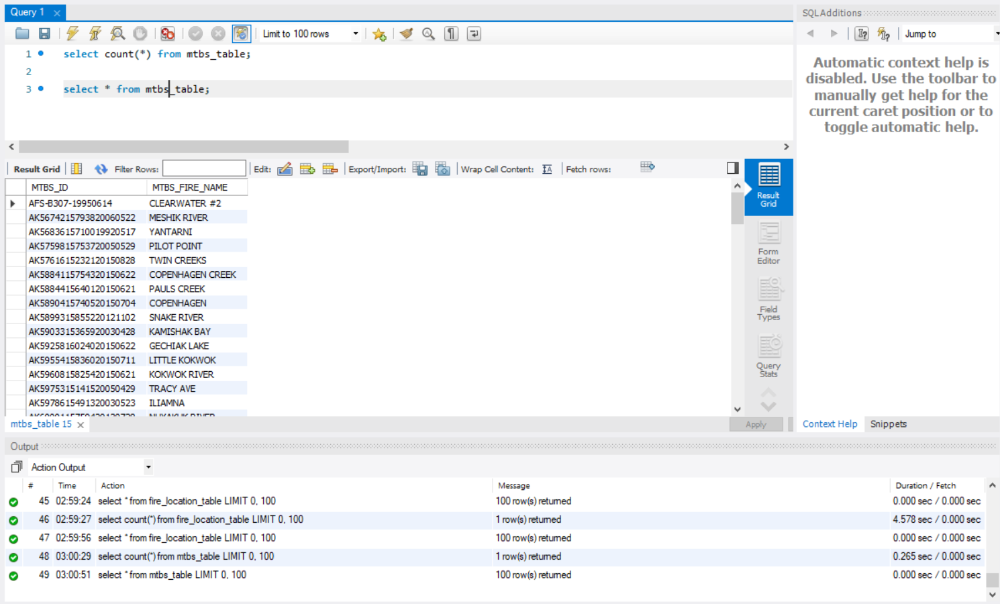 Query 1
SQLAdditions
Limit to 100 rows
Jump to
1 select count(*) from mtbs_table;
2
3 select * from mtbs_table;
Automatic context help is
disabled. Use the toolbar to
manually get help for the
current caret position or to
toggle automatic help.
Result Grid Filter Rows: Edit: Export/Import: Wrap Cell Content: Fetch rows:
MTBS_ID MTBS_FIRE_NAME
AFS-B307-19950614 CLEARWATER #2
AK5674215793820060522 MESHIK RIVER
AK5683615710019920517 YANTARNI
AK5759815753720050529 PILOT POINT
AK5761615232120150828 TWIN CREEKS
AK5884115754320150622 COPENHAGEN CREEK
AK5884415640120150621 PAULS CREEK
AK5890415740520150704 COPENHAGEN
AK5899315855220121102 SNAKE RIVER
AK5903315365920030428 KAMISHAK BAY
AK5925816024020150622 GECHIAK LAKE
AK5955415836020150711 LITTLE KOKWOK
AK5960815825420150621 KOKWOK RIVER
AK5975315141520050429 TRACY AVE
AK5978615491320030523 ILIAMNA
Result
Grid
Form
Editor
Field
Types
Query
Stats
mtbs_table 15
Apply
Context Help Snippets
Output
Action Output
# Time Action Message Duration / Fetch
45 02:59:24 select * from fire_location_table LIMIT 0, 100 100 row(s) returned 0.000 sec / 0.000 sec
46 02:59:27 select count(*) from fire_location_table LIMIT 0, 100 1 row(s) returned 4.578 sec / 0.000 sec
47 02:59:56 select * from fire_location_table LIMIT 0, 100 100 row(s) returned 0.000 sec / 0.000 sec
48 03:00:29 select count(*) from mtbs_table LIMIT 0, 100 1 row(s) returned 0.265 sec / 0.000 sec
49 03:00:51 select * from mtbs_table LIMIT 0, 100 100 row(s) returned 0.000 sec / 0.000 sec